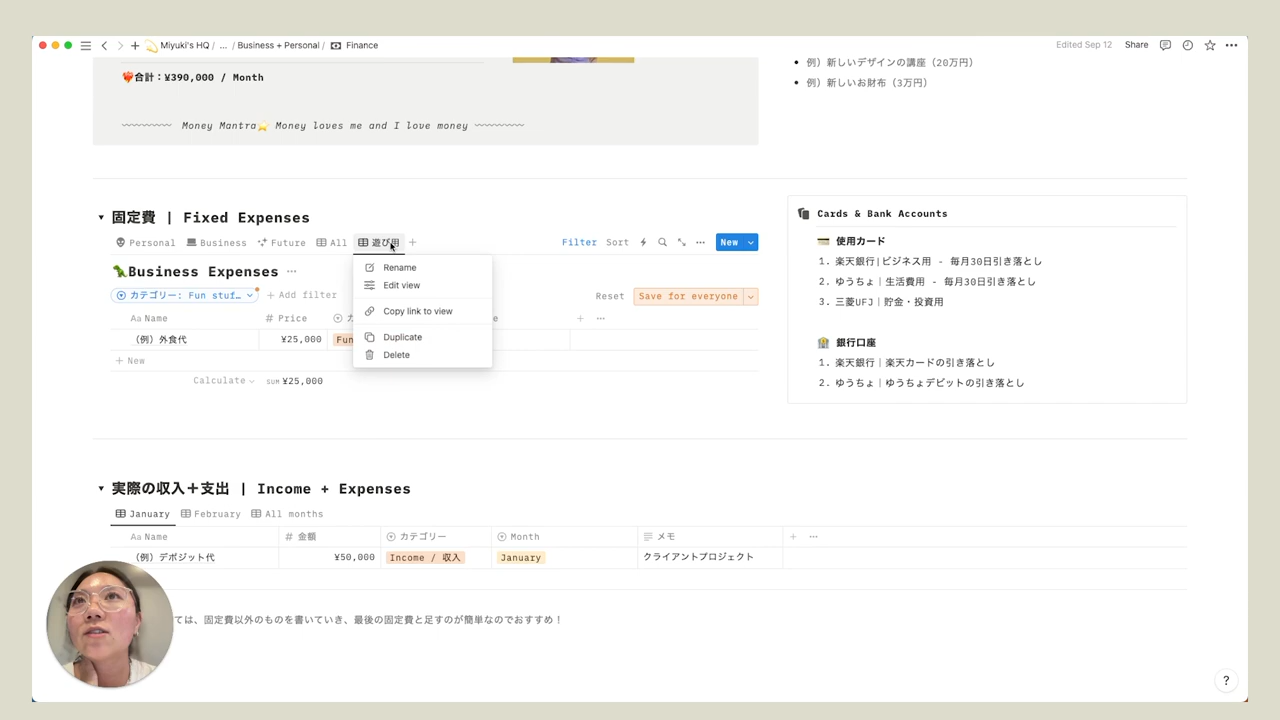 Miyuki's HQ / ... / Business + Personal / Finance
Edited Sep 12 Share
❤️‍🔥合計：¥390,000 / Month
Money Mantra⭐ Money loves me and I love money
例）新しいデザインの講座（20万円）
例）新しいお財布（3万円）
固定費 | Fixed Expenses
Personal Business Future All 遊び用
Filter Sort New
🦖Business Expenses
カテゴリー: Fun stuf… + Add filter
Reset Save for everyone
Aa Name # Price
（例）外食代 ¥25,000 Fun
+ New
Calculate SUM ¥25,000
Rename
Edit view
Copy link to view
Duplicate
Delete
Cards & Bank Accounts
💳 使用カード
1. 楽天銀行|ビジネス用 - 毎月30日引き落とし
2. ゆうちょ｜生活費用 - 毎月30日引き落とし
3. 三菱UFJ｜貯金・投資用
🏦 銀行口座
1. 楽天銀行｜楽天カードの引き落とし
2. ゆうちょ｜ゆうちょデビットの引き落とし
実際の収入＋支出 | Income + Expenses
January February All months
Aa Name # 金額 カテゴリー Month メモ
（例）デポジット代 ¥50,000 Income / 収入 January クライアントプロジェクト
ては、固定費以外のものを書いていき、最後の固定費と足すのが簡単なのでおすすめ！
?